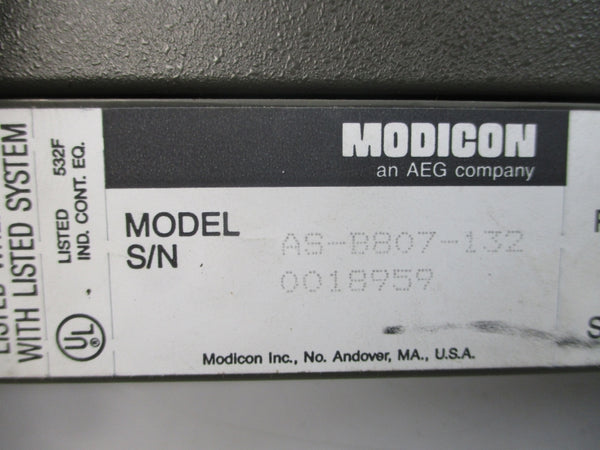 WITH LISTED SYSTEM
LISTED 532F
IND. CONT. EQ.
UL
MODICON
an AEG company
MODEL AS-B807-132
S/N 0018959
Modicon Inc., No. Andover, MA., U.S.A.